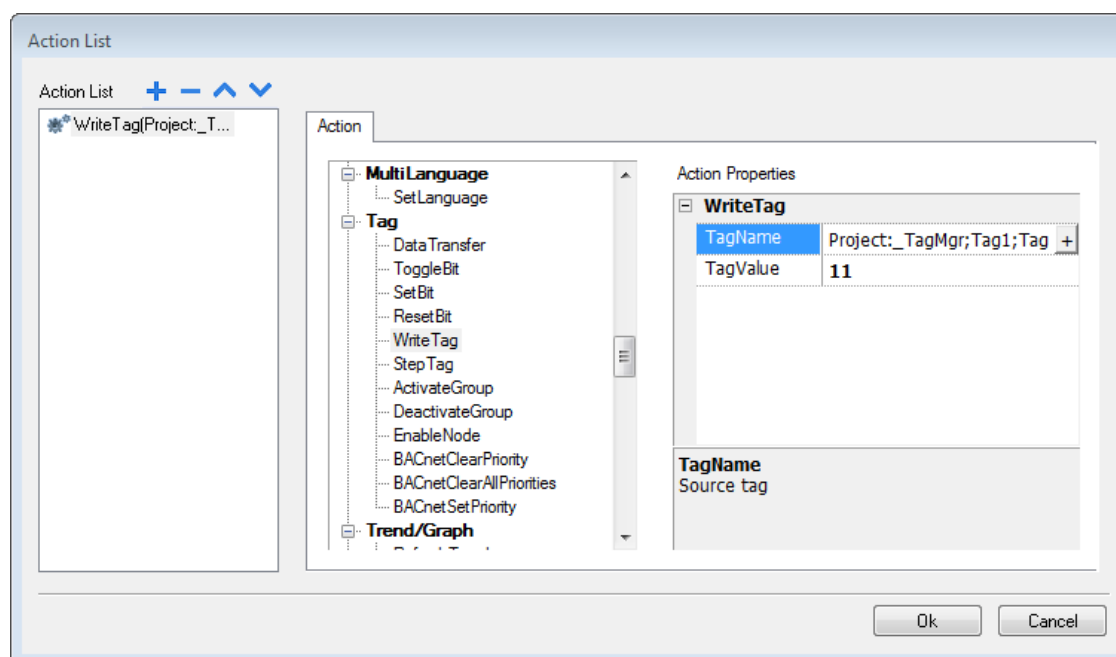 Action List
Action List
WriteTag(Project:_T...
Action
MultiLanguage
SetLanguage
Tag
DataTransfer
ToggleBit
SetBit
ResetBit
WriteTag
StepTag
ActivateGroup
DeactivateGroup
EnableNode
BACnetClearPriority
BACnetClearAllPriorities
BACnetSetPriority
Trend/Graph
Action Properties
WriteTag
TagName Project:_TagMgr;Tag1;Tag +
TagValue 11
TagName
Source tag
Ok Cancel